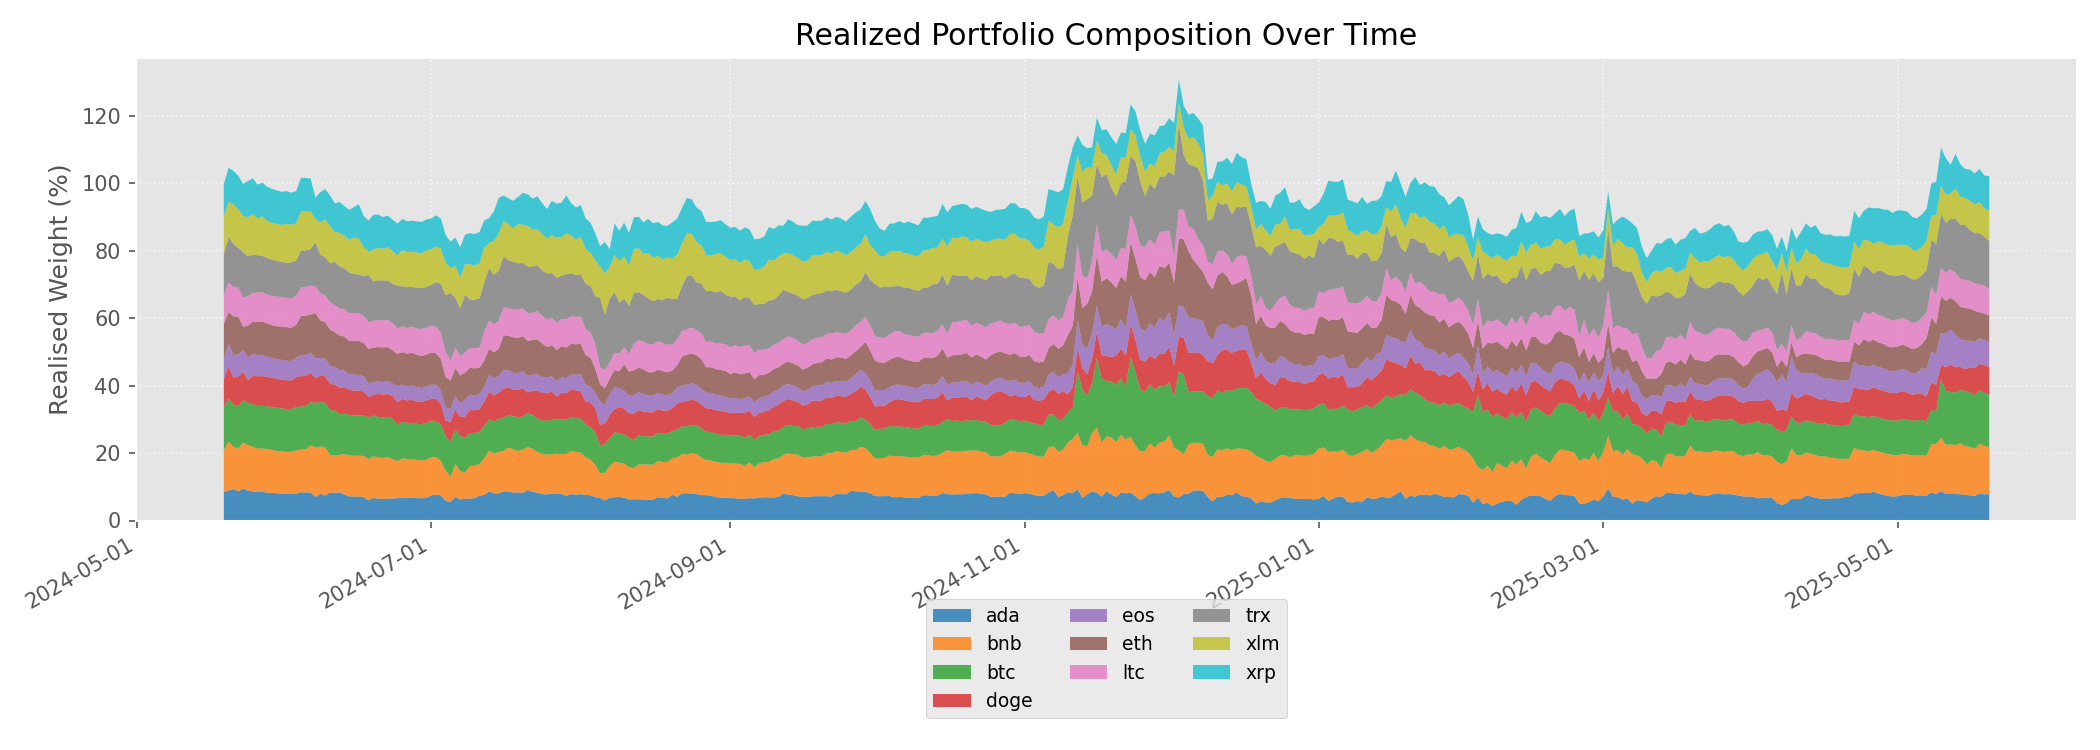 Realized Portfolio Composition Over Time
Realised Weight (%)
120
100
80
60
40
20
0
2024-05-01
2024-07-01
2024-09-01
2024-11-01
2025-01-01
2025-03-01
2025-05-01
ada
bnb
btc
doge
eos
eth
ltc
trx
xlm
xrp